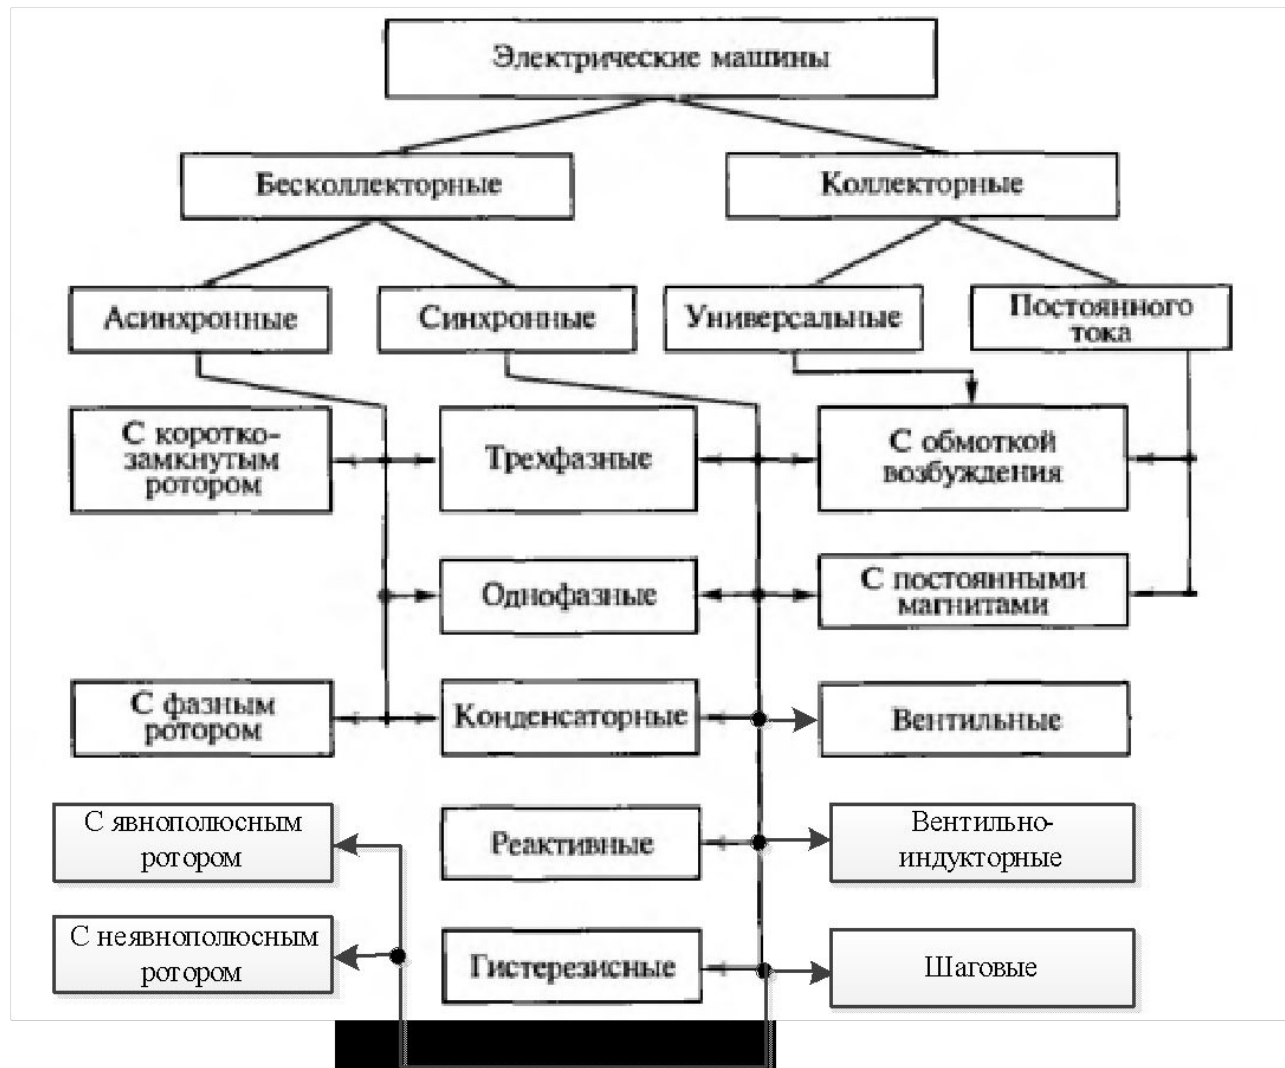 Электрические машины
Бесколлекторные
Коллекторные
Асинхронные
Синхронные
Универсальные
Постоянного
тока
С коротко-
замкнутым
ротором
Трехфазные
С обмоткой
возбуждения
Однофазные
С постоянными
магнитами
С фазным
ротором
Конденсаторные
Вентильные
С явнополюсным
ротором
Реактивные
Вентильно-
индукторные
С неявнополюсным
ротором
Гистерезисные
Шаговые